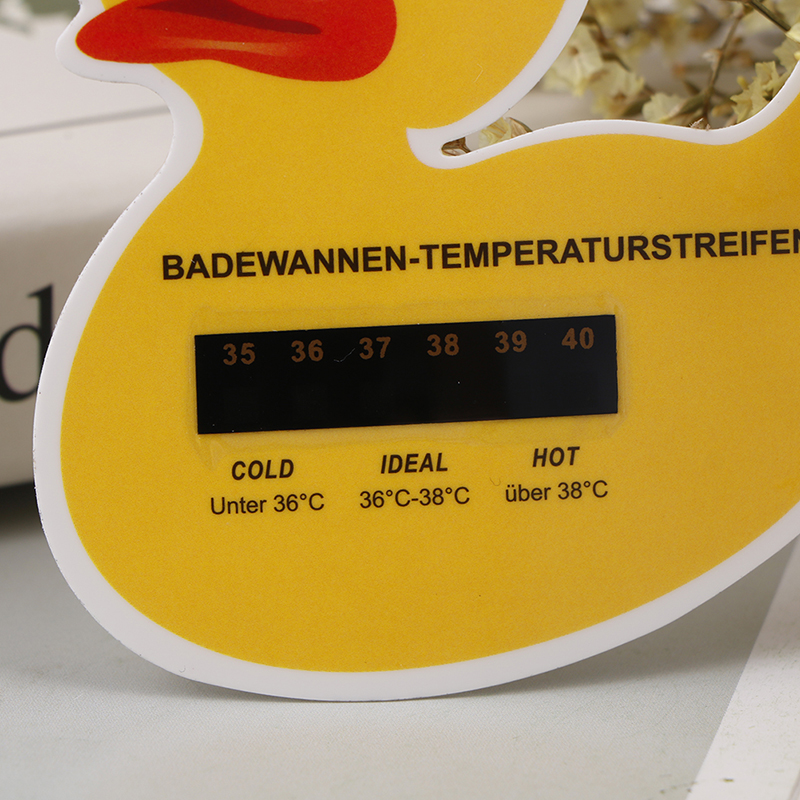 BADEWANNEN-TEMPERATURSTREIFEN
35 36 37 38 39 40
COLD IDEAL HOT
Unter 36°C 36°C-38°C über 38°C
d